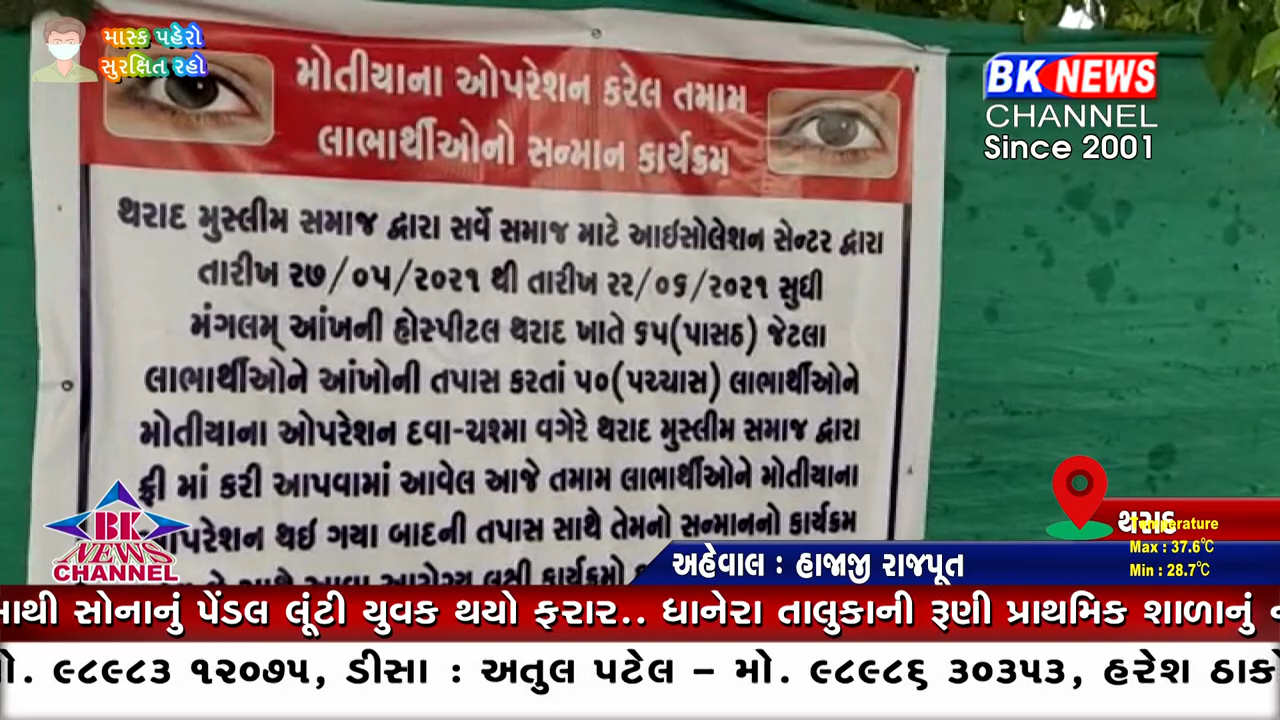 માસ્ક પહેરો
સુરક્ષિત રહો
BK NEWS
CHANNEL
Since 2001
મોતીયાના ઓપરેશન કરેલ તમામ
લાભાર્થીઓનો સન્માન કાર્યક્રમ
થરાદ મુસ્લીમ સમાજ દ્વારા સર્વે સમાજ માટે આઇસોલેશન સેન્ટર દ્વારા
તારીખ ૨૭/૦૫/૨૦૨૧ થી તારીખ ૨૨/૦૬/૨૦૨૧ સુધી
મંગલમ્ આંખની હોસ્પીટલ થરાદ ખાતે ૬૫(પાસઠ) જેટલા
લાભાર્થીઓને આંખોની તપાસ કરતાં ૫૦(પચ્ચાસ) લાભાર્થીઓને
મોતીયાના ઓપરેશન દવા-ચશ્મા વગેરે થરાદ મુસ્લીમ સમાજ દ્વારા
ફ્રી માં કરી આપવામાં આવેલ આજે તમામ લાભાર્થીઓને મોતીયાના
ઓપરેશન થઇ ગયા બાદની તપાસ સાથે તેમનો સન્માનનો કાર્યક્રમ
કાર્યક્રમો
BK
NEWS
CHANNEL
થરાદ
Temperature
Max : 37.6℃
Min : 28.7℃
અહેવાલ : હાજાજી રાજપૂત
સોનાનું પેંડલ લૂંટી યુવક થયો ફરાર.. ધાનેરા તાલુકાની રૂણી પ્રાથમિક શાળાનું
૯૮૯૮૩ ૧૨૦૭૫, ડીસા : અતુલ પટેલ – મો. ૯૮૯૮૬ ૩૦૩૫૩, હરેશ